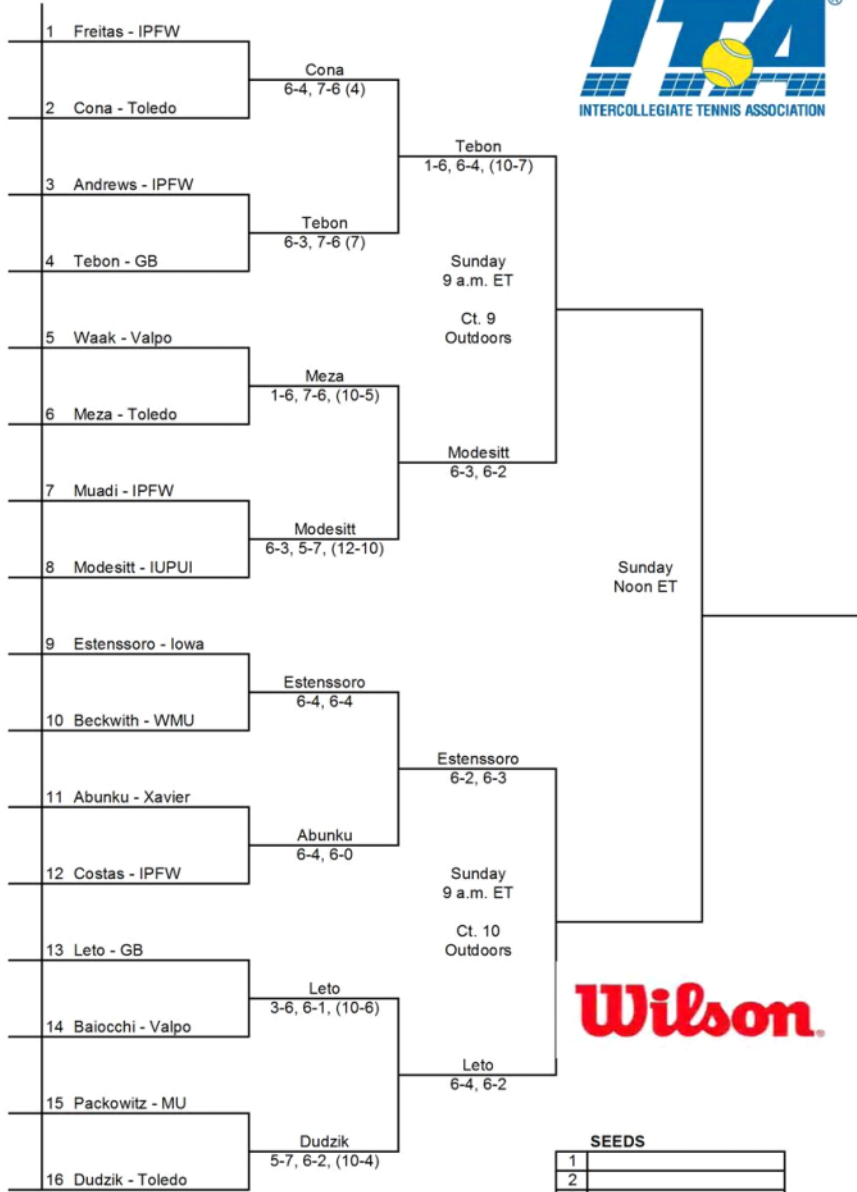 ITA®
INTERCOLLEGIATE TENNIS ASSOCIATION
1 Freitas - IPFW
Cona
6-4, 7-6 (4)
2 Cona - Toledo
Tebon
1-6, 6-4, (10-7)
3 Andrews - IPFW
Tebon
6-3, 7-6 (7)
4 Tebon - GB
Sunday
9 a.m. ET
Ct. 9
Outdoors
5 Waak - Valpo
Meza
1-6, 7-6, (10-5)
6 Meza - Toledo
Modesitt
6-3, 6-2
7 Muadi - IPFW
Modesitt
6-3, 5-7, (12-10)
8 Modesitt - IUPUI
Sunday
Noon ET
9 Estenssoro - Iowa
Estenssoro
6-4, 6-4
10 Beckwith - WMU
Estenssoro
6-2, 6-3
11 Abunku - Xavier
Abunku
6-4, 6-0
12 Costas - IPFW
Sunday
9 a.m. ET
Ct. 10
Outdoors
13 Leto - GB
Leto
3-6, 6-1, (10-6)
14 Baiocchi - Valpo
Wilson.
Leto
6-4, 6-2
15 Packowitz - MU
Dudzik
5-7, 6-2, (10-4)
16 Dudzik - Toledo
SEEDS
1
2